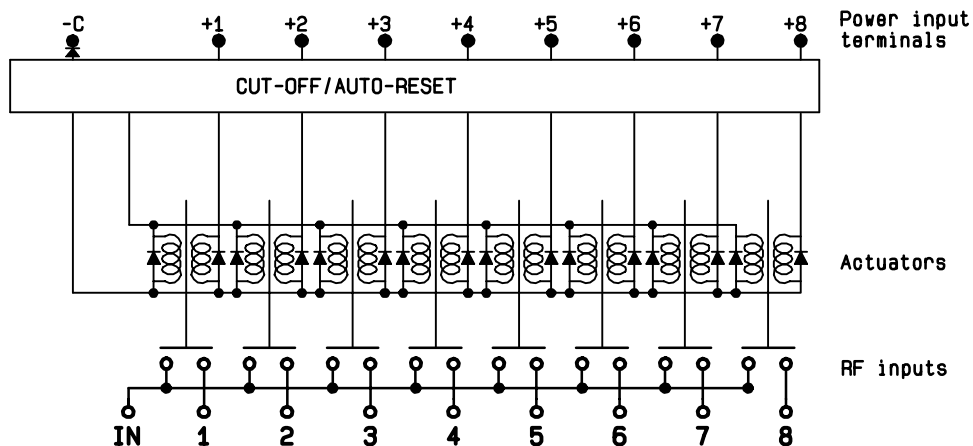 -C +1 +2 +3 +4 +5 +6 +7 +8
Power input
terminals
CUT-OFF/AUTO-RESET
Actuators
RF inputs
IN 1 2 3 4 5 6 7 8